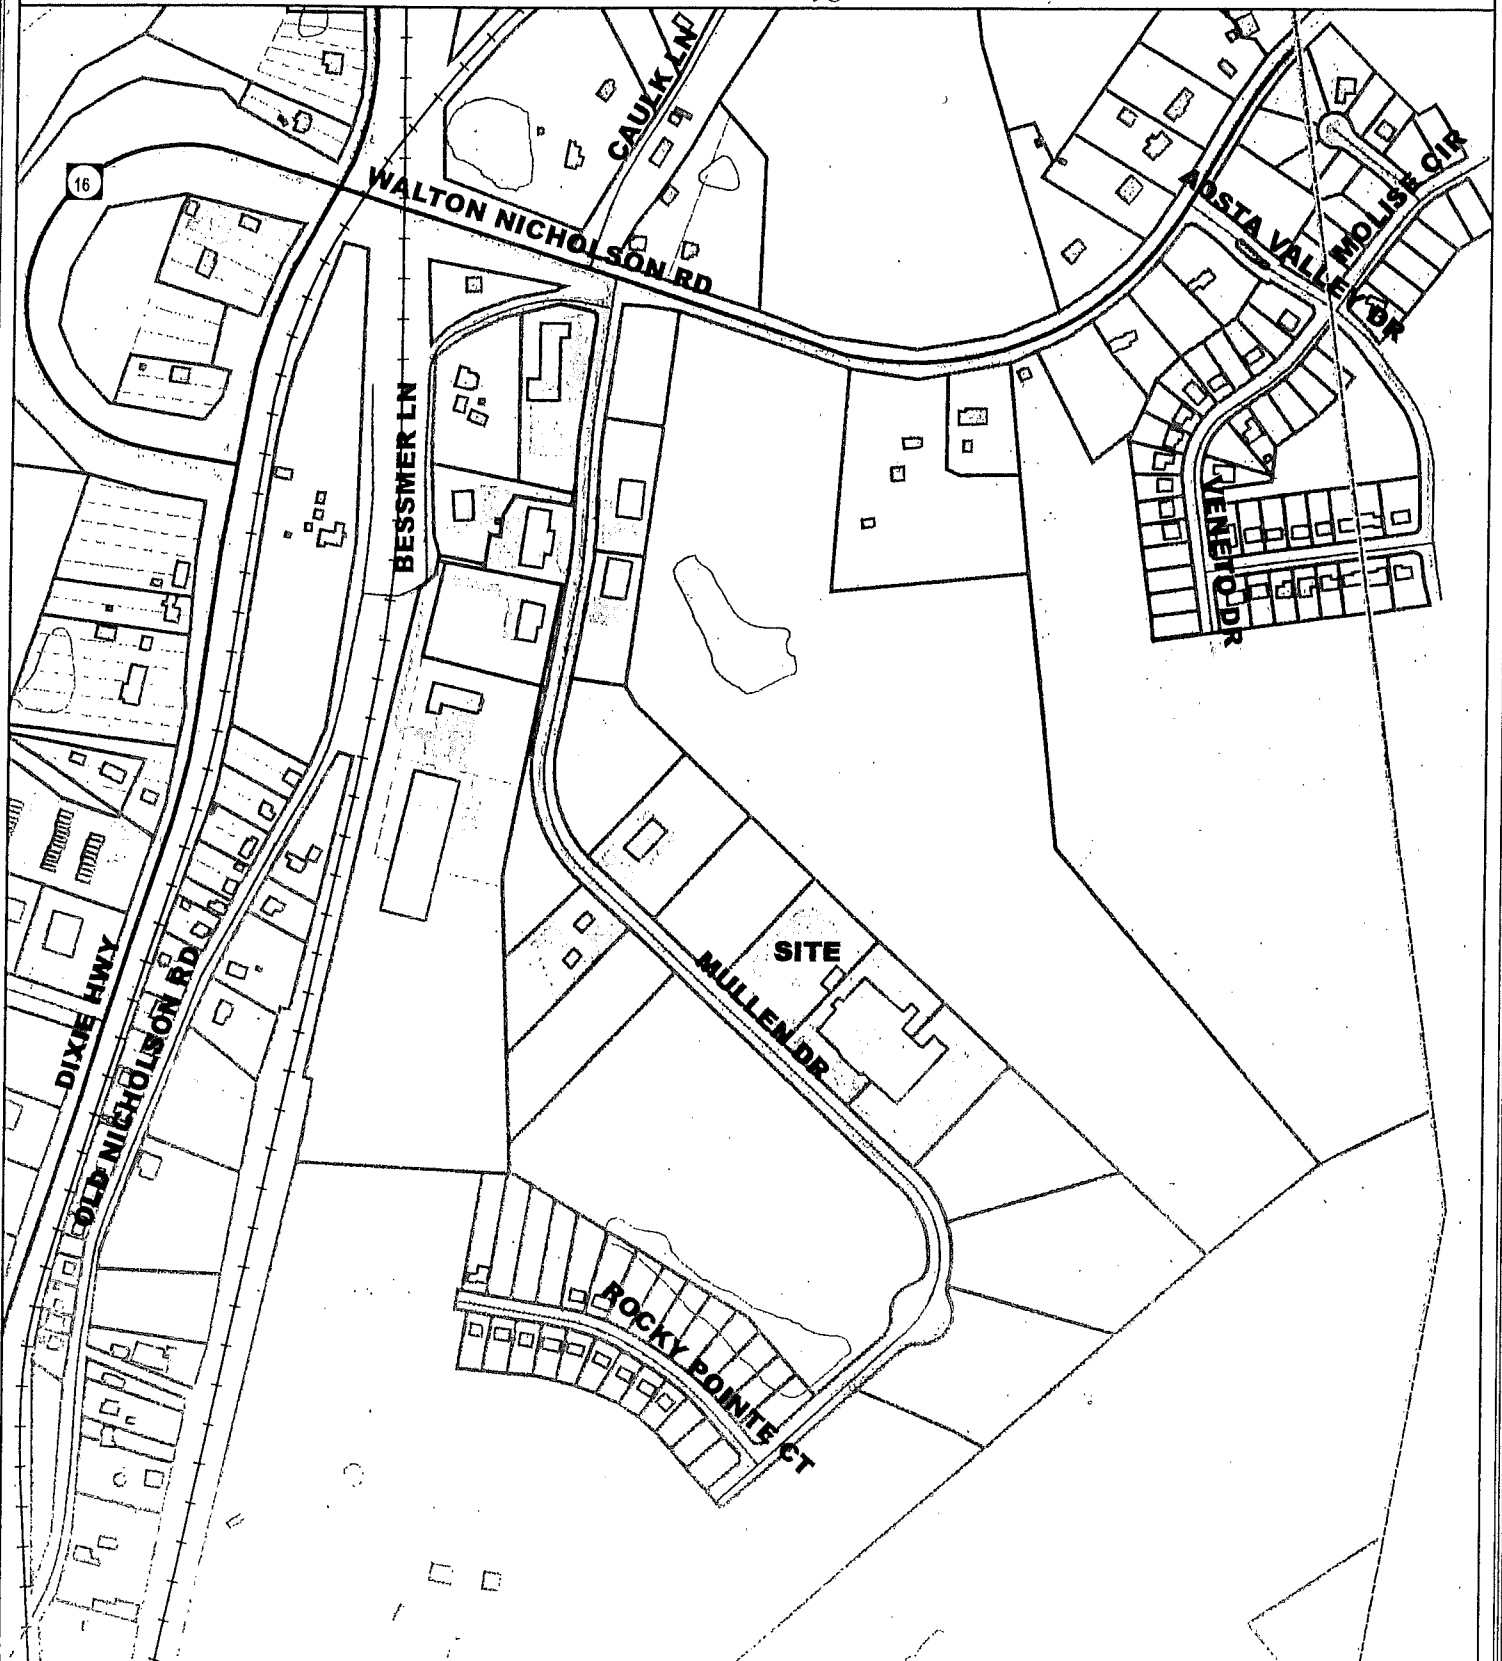 CAULK LN
16
WALTON NICHOLSON RD
AOSTA VALLEY DR
MOLISE CIR
BESSMER LN
VENETO DR
SITE
MULLEN DR
DIXIE HWY
OLD NICHOLSON RD
ROCKY POINTE CT